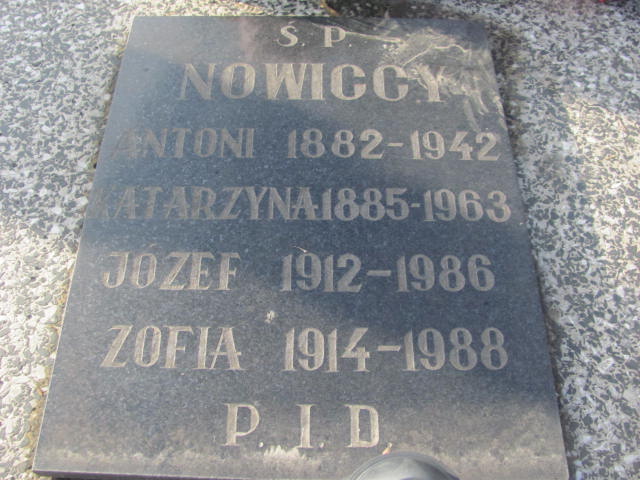 Ś. P.
NOWICCY
ANTONI 1882-1942
KATARZYNA 1885-1963
JÓZEF 1912-1986
ZOFIA 1914-1988
P. I. D.